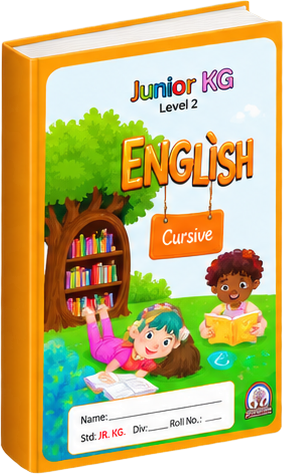 Junior KG
Level 2
ENGLISH
Cursive
Name:
Std: JR. KG. Div: Roll No.: